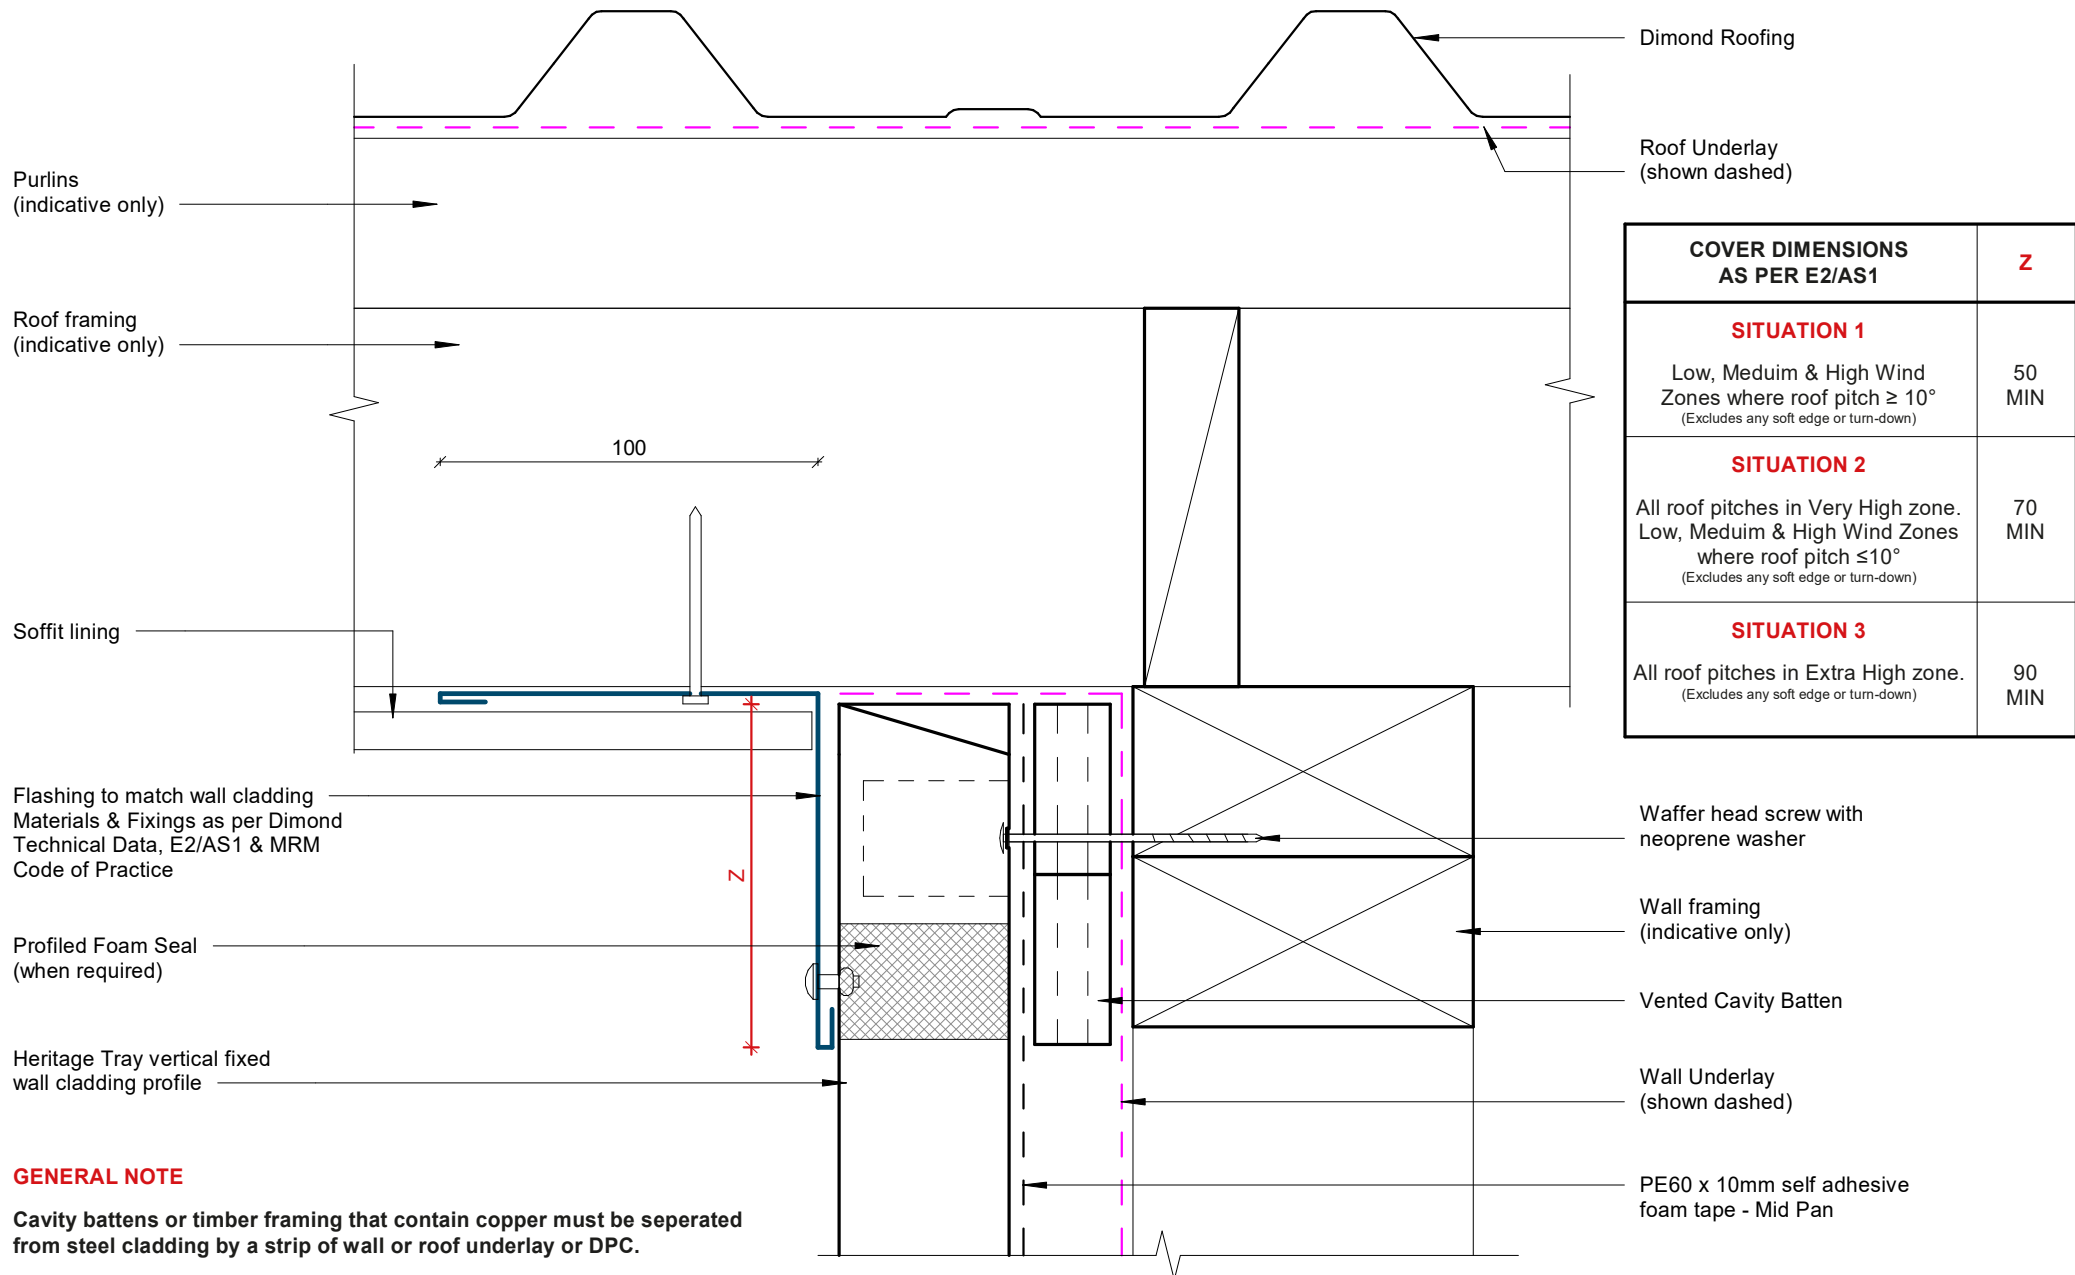 Dimond Roofing
Roof Underlay
(shown dashed)
Purlins
(indicative only)
Roof framing
(indicative only)
100
Soffit lining
Flashing to match wall cladding
Materials & Fixings as per Dimond
Technical Data, E2/AS1 & MRM
Code of Practice
Z
Profiled Foam Seal
(when required)
Heritage Tray vertical fixed
wall cladding profile
COVER DIMENSIONS
AS PER E2/AS1
Z
SITUATION 1
Low, Meduim & High Wind
Zones where roof pitch ≥ 10°
(Excludes any soft edge or turn-down)
50
MIN
SITUATION 2
All roof pitches in Very High zone.
Low, Meduim & High Wind Zones
where roof pitch ≤10°
(Excludes any soft edge or turn-down)
70
MIN
SITUATION 3
All roof pitches in Extra High zone.
(Excludes any soft edge or turn-down)
90
MIN
Waffer head screw with
neoprene washer
Wall framing
(indicative only)
Vented Cavity Batten
Wall Underlay
(shown dashed)
PE60 x 10mm self adhesive
foam tape - Mid Pan
GENERAL NOTE
Cavity battens or timber framing that contain copper must be seperated
from steel cladding by a strip of wall or roof underlay or DPC.